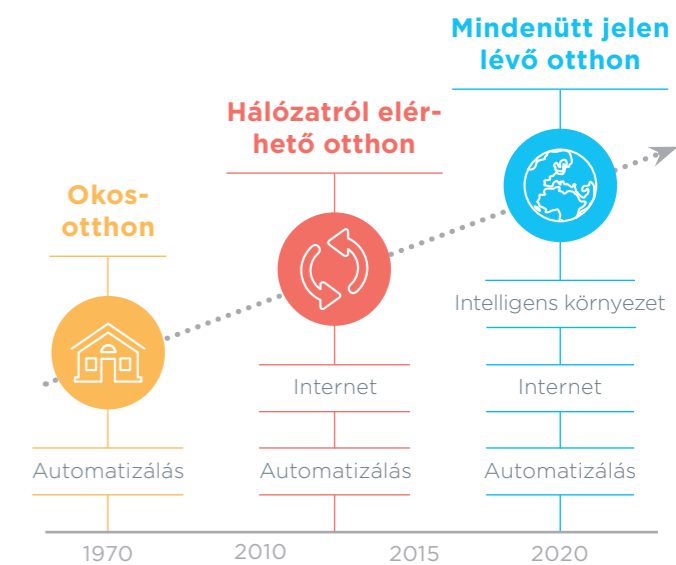 Mindenütt jelen
lévő otthon
Hálózatról elér-
hető otthon
Okos-
otthon
Intelligens környezet
Internet
Internet
Automatizálás
Automatizálás
Automatizálás
1970
2010
2015
2020